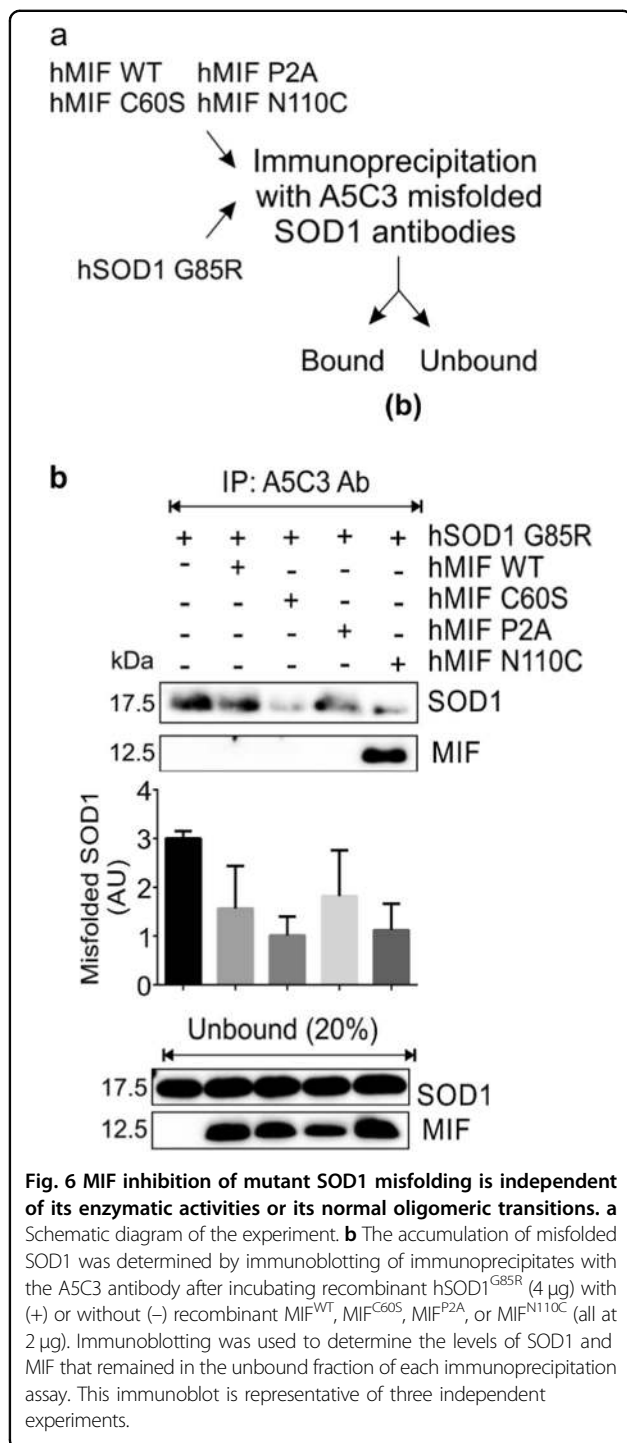 a
hMIF WT hMIF P2A
hMIF C60S hMIF N110C
Immunoprecipitation
with A5C3 misfolded
SOD1 antibodies
hSOD1 G85R
Bound Unbound
(b)
b
IP: A5C3 Ab
+ + + + + hSOD1 G85R
- + - - - hMIF WT
- - + - - hMIF C60S
- - - + - hMIF P2A
kDa - - - - + hMIF N110C
17.5 SOD1
12.5 MIF
4
3
2
1
0
Misfolded SOD1
(AU)
Unbound (20%)
17.5 SOD1
12.5 MIF
Fig. 6 MIF inhibition of mutant SOD1 misfolding is independent
of its enzymatic activities or its normal oligomeric transitions. a
Schematic diagram of the experiment. b The accumulation of misfolded
SOD1 was determined by immunoblotting of immunoprecipitates with
the A5C3 antibody after incubating recombinant hSOD1G85R (4 μg) with
(+) or without (–) recombinant MIFWT, MIFC60S, MIFP2A, or MIFN110C (all at
2 μg). Immunoblotting was used to determine the levels of SOD1 and
MIF that remained in the unbound fraction of each immunoprecipitation
assay. This immunoblot is representative of three independent
experiments.